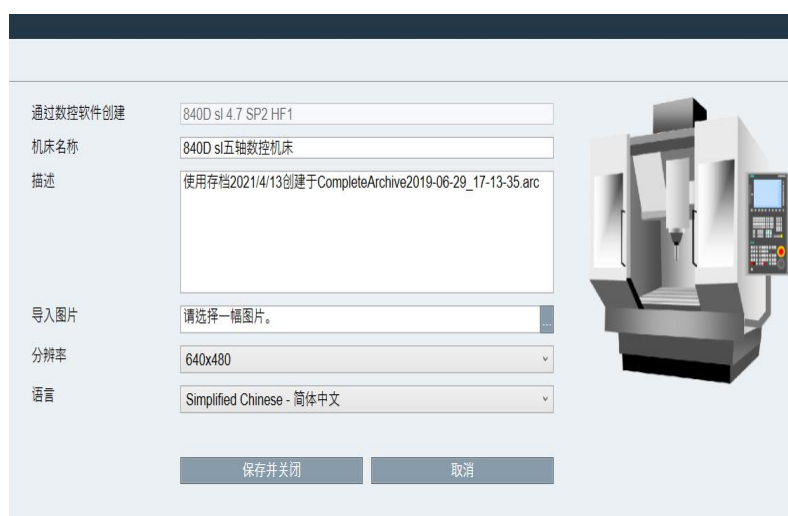 通过数控软件创建 840D sl 4.7 SP2 HF1
机床名称 840D sl五轴数控机床
描述 使用存档2021/4/13创建于CompleteArchive2019-06-29_17-13-35.arc
导入图片 请选择一幅图片。 ...
分辨率 640x480
语言 Simplified Chinese - 简体中文
保存并关闭 取消